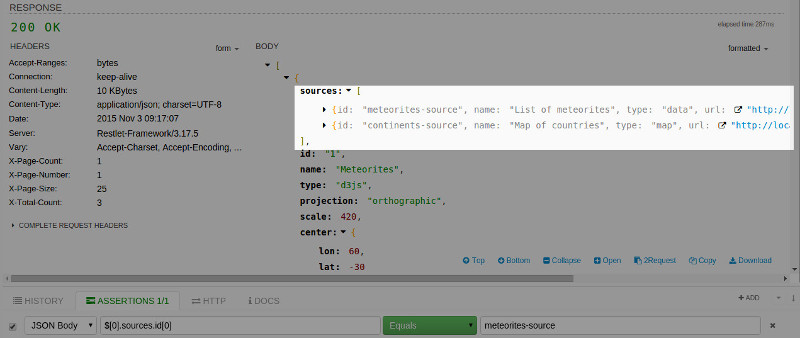 RESPONSE
200 OK
elapsed time 287ms
HEADERS form BODY formatted
Accept-Ranges: bytes
Connection: keep-alive
Content-Length: 10 KBytes
Content-Type: application/json; charset=UTF-8
Date: 2015 Nov 3 09:17:07
Server: Restlet-Framework/3.17.5
Vary: Accept-Charset, Accept-Encoding, ...
X-Page-Count: 1
X-Page-Number: 1
X-Page-Size: 25
X-Total-Count: 3
COMPLETE REQUEST HEADERS
[
{
sources: [
{id: "meteorites-source", name: "List of meteorites", type: "data", url: "http://
{id: "continents-source", name: "Map of countries", type: "map", url: "http://loc
],
id: "1",
name: "Meteorites",
type: "d3js",
projection: "orthographic",
scale: 420,
center: {
lon: 60,
lat: -30
Top Bottom Collapse Open 2Request Copy Download
HISTORY ASSERTIONS 1/1 HTTP DOCS ADD
JSON Body $[0].sources.id[0] Equals meteorites-source